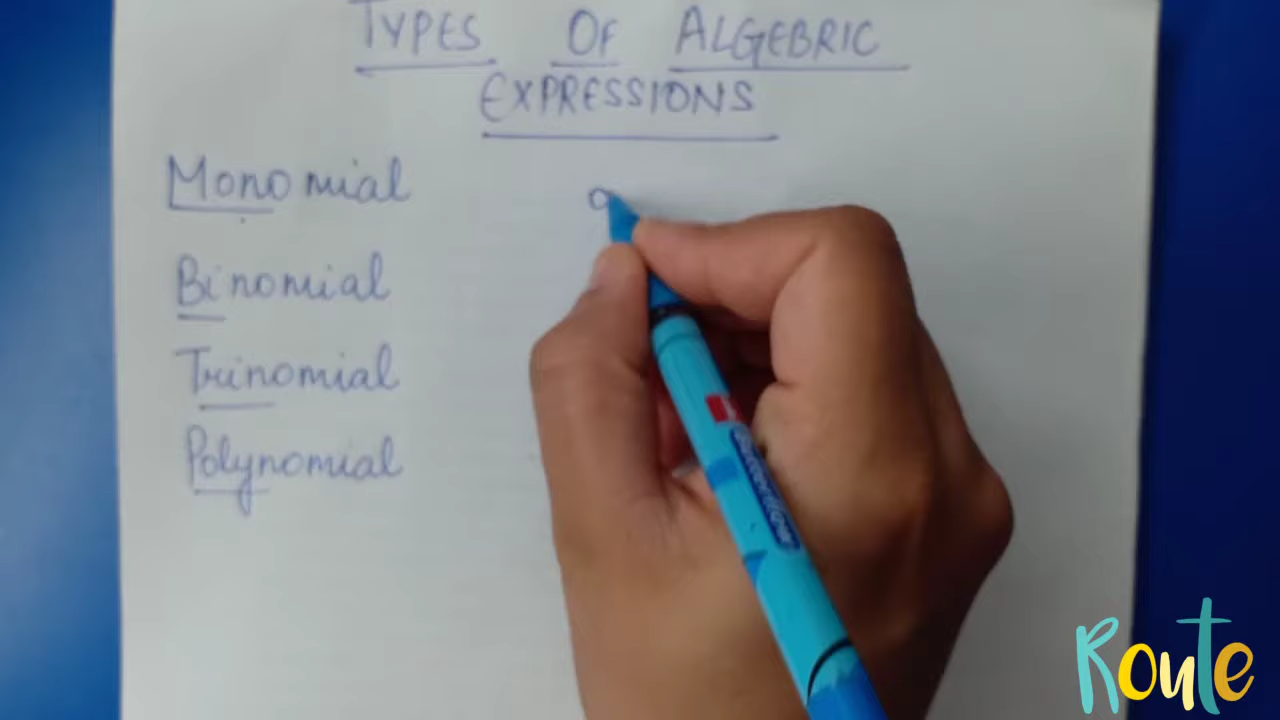 TYPES OF ALGEBRIC
EXPRESSIONS
Monomial
Binomial
Trinomial
Polynomial
Route